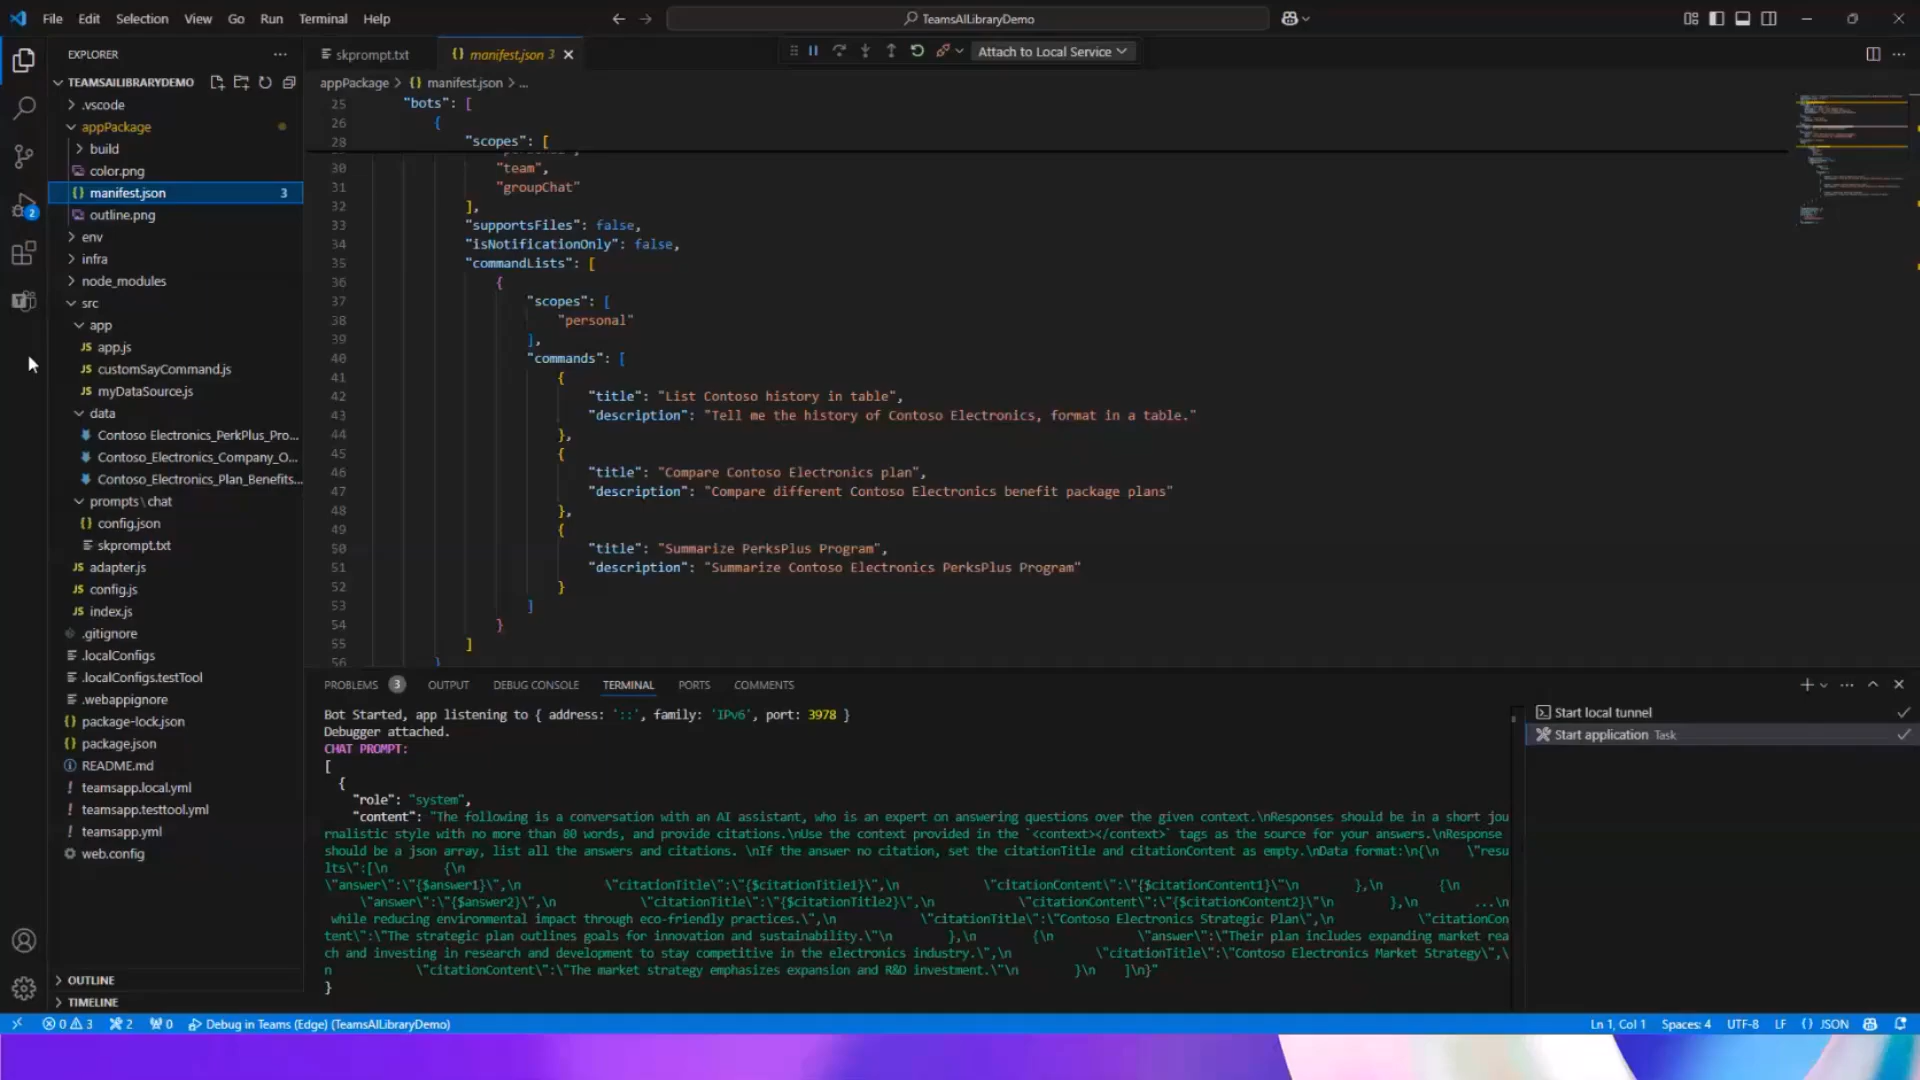 File Edit Selection View Go Run Terminal Help
TeamsAILibraryDemo
EXPLORER
TEAMSAILIBRARYDEMO
.vscode
appPackage
build
color.png
manifest.json 3
outline.png
env
infra
node_modules
src
app
JS app.js
JS customSayCommand.js
JS myDataSource.js
data
Contoso Electronics_PerkPlus_Pro...
Contoso_Electronics_Company_O...
Contoso_Electronics_Plan_Benefits...
prompts\chat
{} config.json
skprompt.txt
JS adapter.js
JS config.js
JS index.js
.gitignore
.localConfigs
.localConfigs.testTool
.webappignore
{} package-lock.json
{} package.json
README.md
! teamsapp.local.yml
! teamsapp.testtool.yml
! teamsapp.yml
web.config
OUTLINE
TIMELINE
2
skprompt.txt
{} manifest.json 3
Attach to Local Service
appPackage > {} manifest.json > ...
25 "bots": [
26 {
28 "scopes": [
30 "team",
31 "groupChat"
32 ],
33 "supportsFiles": false,
34 "isNotificationOnly": false,
35 "commandLists": [
36 {
37 "scopes": [
38 "personal"
39 ],
40 "commands": [
41 {
42 "title": "List Contoso history in table",
43 "description": "Tell me the history of Contoso Electronics, format in a table."
44 },
45 {
46 "title": "Compare Contoso Electronics plan",
47 "description": "Compare different Contoso Electronics benefit package plans"
48 },
49 {
50 "title": "Summarize PerksPlus Program",
51 "description": "Summarize Contoso Electronics PerksPlus Program"
52 }
53 ]
54 }
55 ]
56 }
PROBLEMS 3 OUTPUT DEBUG CONSOLE TERMINAL PORTS COMMENTS
Bot Started, app listening to { address: '::', family: 'IPv6', port: 3978 }
Debugger attached.
CHAT PROMPT:
[
{
"role": "system",
"content": "The following is a conversation with an AI assistant, who is an expert on answering questions over the given context.\nResponses should be in a short jou
rnalistic style with no more than 80 words, and provide citations.\nUse the context provided in the `<context></context>` tags as the source for your answers.\nResponse
should be a json array, list all the answers and citations. \nIf the answer no citation, set the citationTitle and citationContent as empty.\nData format:\n{\n \"resu
lts\":[\n {\n
\"answer\":\"{$answer1}\",\n \"citationTitle\":\"{$citationTitle1}\",\n \"citationContent\":\"{$citationContent1}\"\n },\n {\n
\"answer\":\"{$answer2}\",\n \"citationTitle\":\"{$citationTitle2}\",\n \"citationContent\":\"{$citationContent2}\"\n },\n ...\n
while reducing environmental impact through eco-friendly practices.\",\n \"citationTitle\":\"Contoso Electronics Strategic Plan\",\n \"citationCon
tent\":\"The strategic plan outlines goals for innovation and sustainability.\"\n },\n {\n \"answer\":\"Their plan includes expanding market rea
ch and investing in research and development to stay competitive in the electronics industry.\",\n \"citationTitle\":\"Contoso Electronics Market Strategy\",\
n \"citationContent\":\"The market strategy emphasizes expansion and R&D investment.\"\n }\n ]\n}"
}
Start local tunnel
Start application Task
0 3 2 0 Debug in Teams (Edge) (TeamsAILibraryDemo)
Ln 1, Col 1 Spaces: 4 UTF-8 LF {} JSON